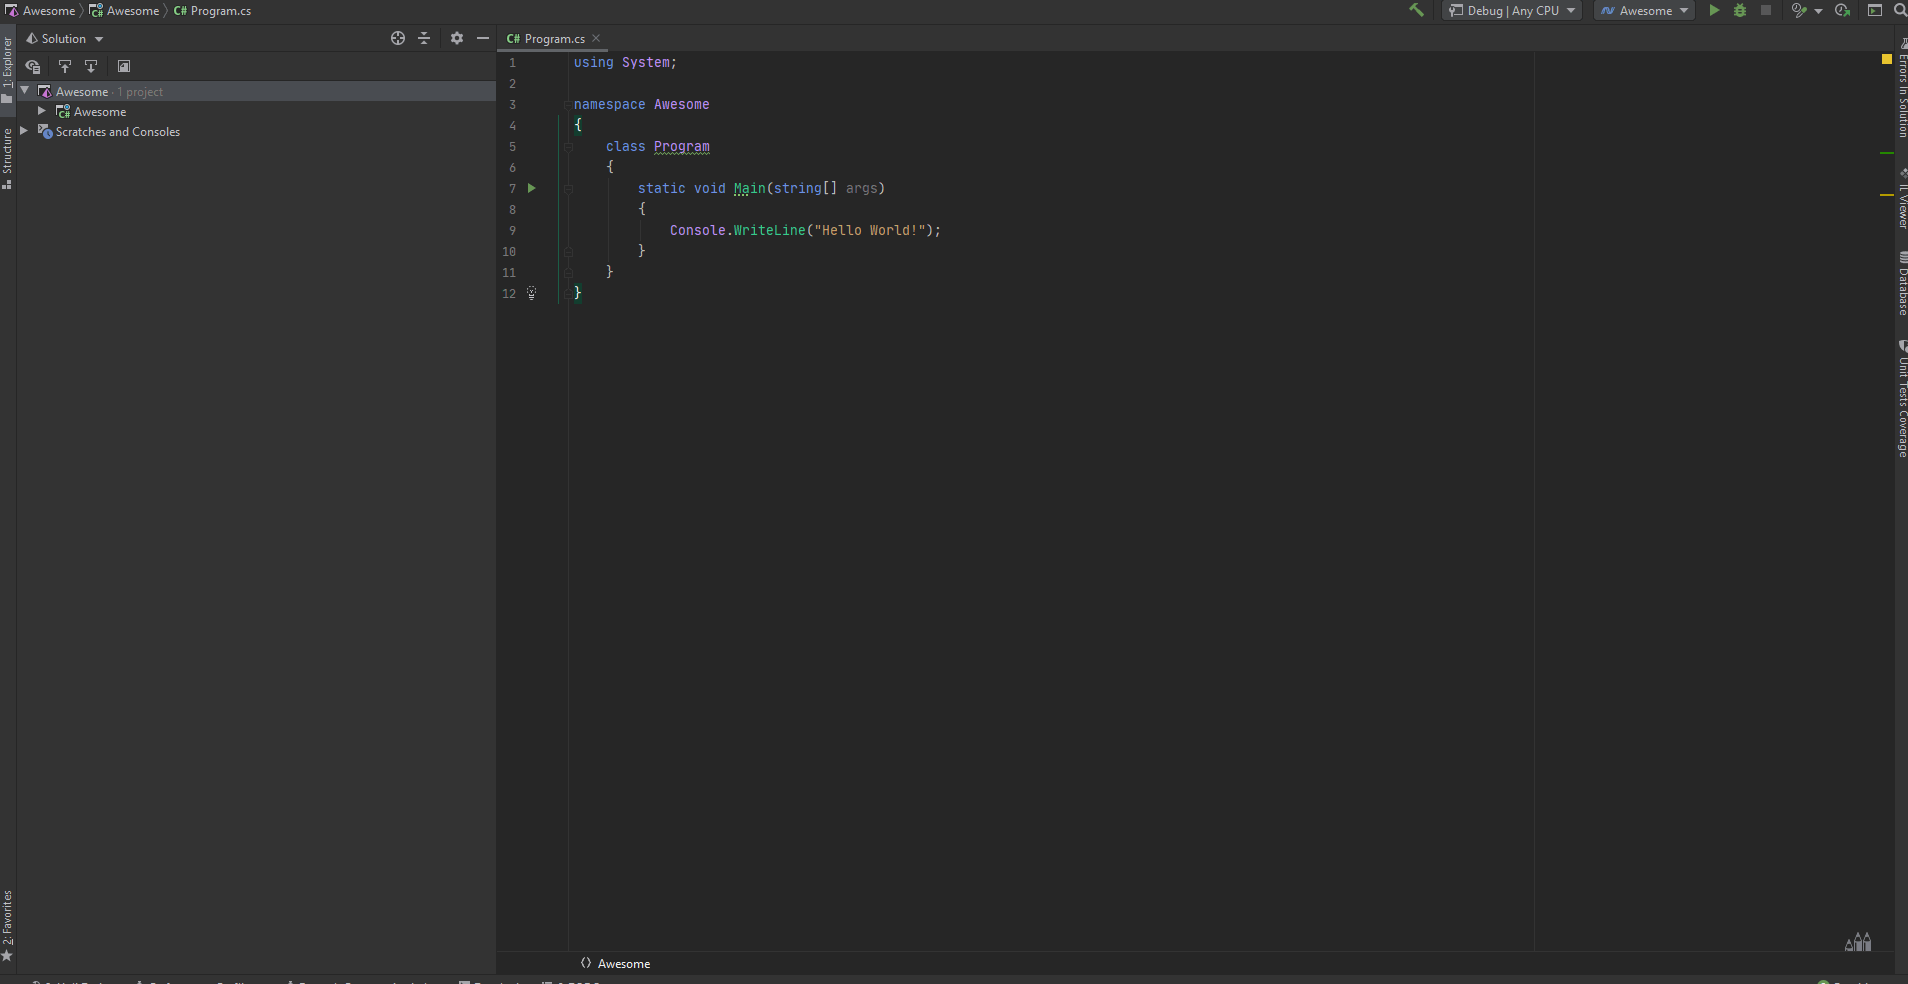 Awesome Awesome C# Program.cs
Debug | Any CPU Awesome
Solution
C# Program.cs
Awesome · 1 project
Awesome
Scratches and Consoles
1: Explorer
Structure
2: Favorites
1 using System;
2
3 namespace Awesome
4 {
5 class Program
6 {
7 static void Main(string[] args)
8 {
9 Console.WriteLine("Hello World!");
10 }
11 }
12 }
Errors In Solution
IL Viewer
Database
Unit Tests Coverage
Awesome